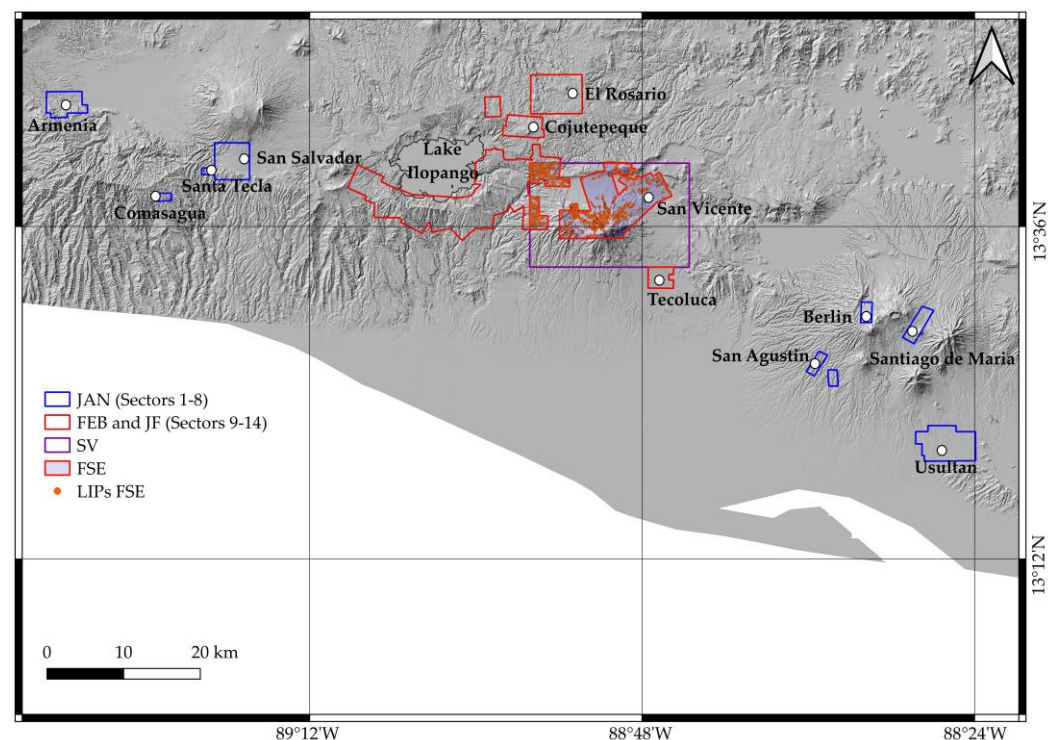 El Rosario
Cojutepeque
Armenia
Lake
Ilopango
San Salvador
Santa Tecla
Comasagua
San Vicente
13°36'N
Tecoluca
Berlin
San Agustin
Santiago de Maria
JAN (Sectors 1-8)
FEB and JF (Sectors 9-14)
SV
FSE
LIPs FSE
Usultan
13°12'N
0 10 20 km
89°12'W 88°48'W 88°24'W